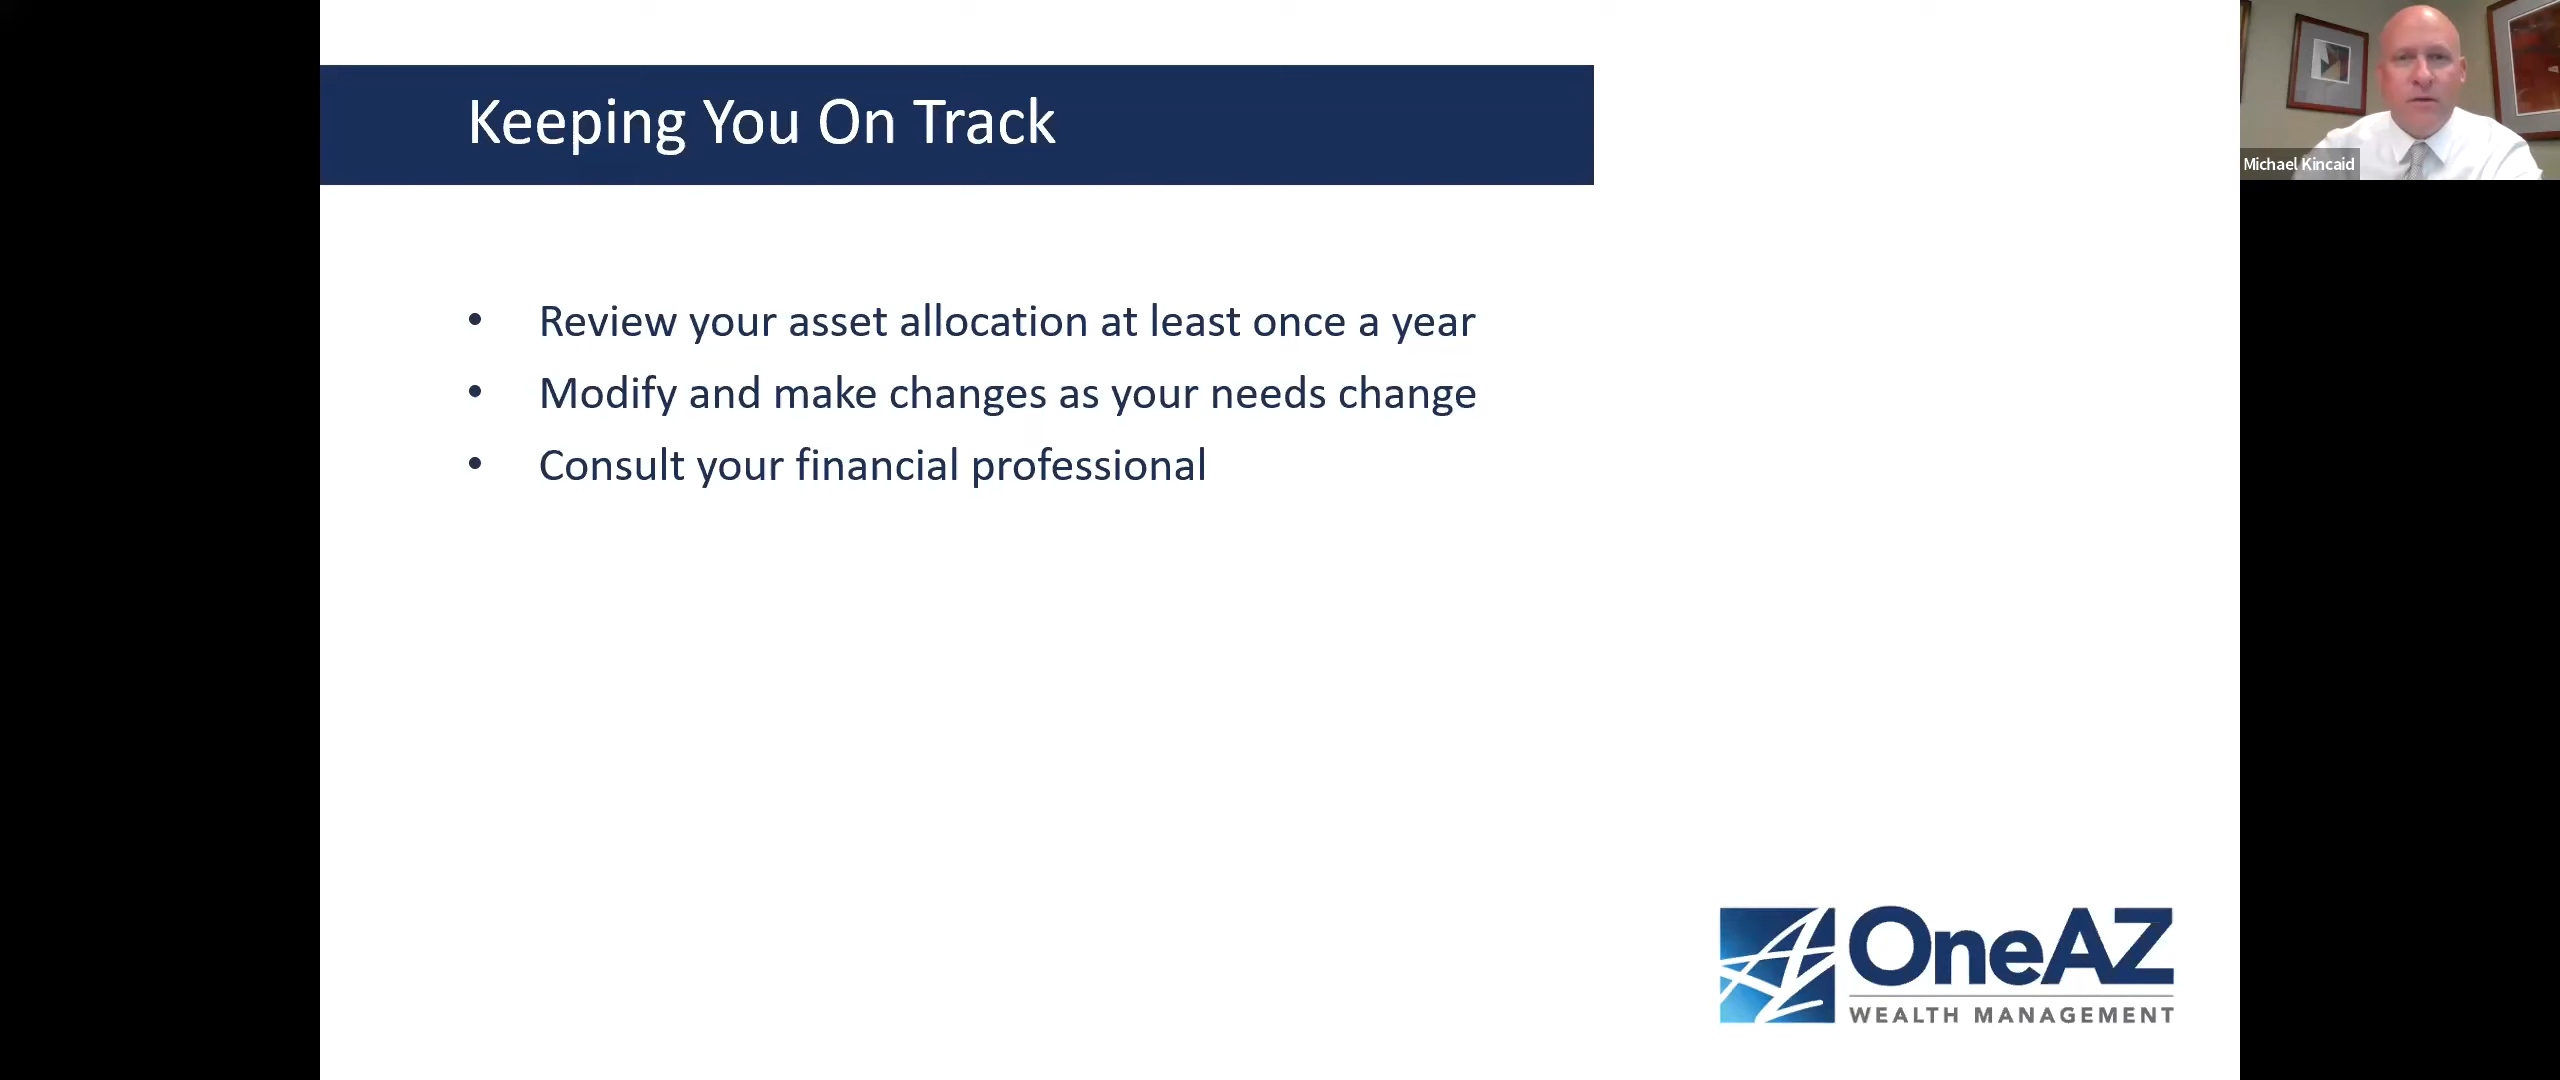 Keeping You On Track
Michael Kincaid
• Review your asset allocation at least once a year
• Modify and make changes as your needs change
• Consult your financial professional
OneAZ
WEALTH MANAGEMENT